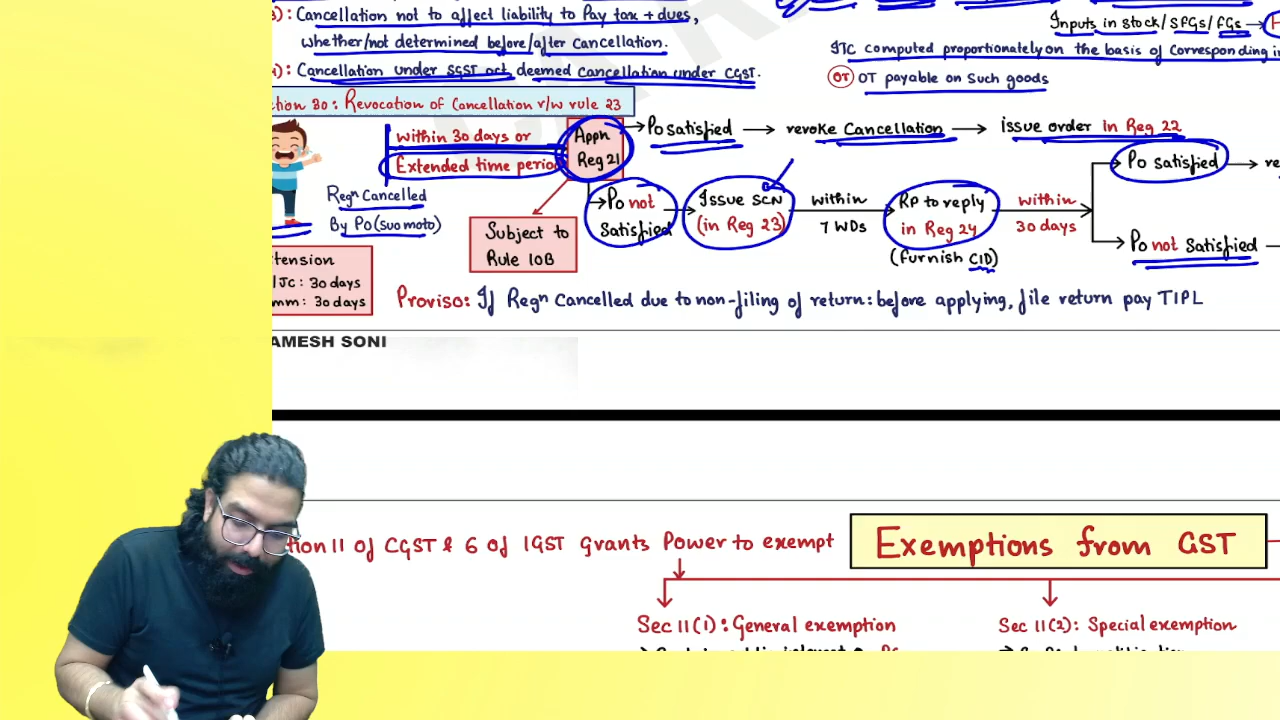 3): Cancellation not to affect liability to Pay tax + dues,
whether/not determined before/after Cancellation.
Cancellation under SGST act deemed Cancellation under CGST.
Inputs in stock/SFGs/FGs →
ITC computed proportionately on the basis of Corresponding in
OR OT payable on such goods
ction 30: Revocation of Cancellation r/w rule 23
within 30 days or
Extended time period
Appn
Reg 21
Po satisfied → revoke Cancellation → issue order in Reg 22
Regn Cancelled
By PO (suo moto)
Po not
Satisfied
Issue SCN
(in Reg 23)
within
7 WDs
RP to reply
in Reg 24
(furnish CID)
within
30 days
Po satisfied → re
Po not Satisfied
Subject to
Rule 10B
tension
/JC: 30 days
mm: 30 days
Proviso: If Regn Cancelled due to non-filing of return: before applying, file return pay TIPL
AMESH SONI
tion 11 of CGST & 6 of IGST Grants Power to exempt
Exemptions from GST
Sec 11(1): General exemption
Sec 11(2): Special exemption